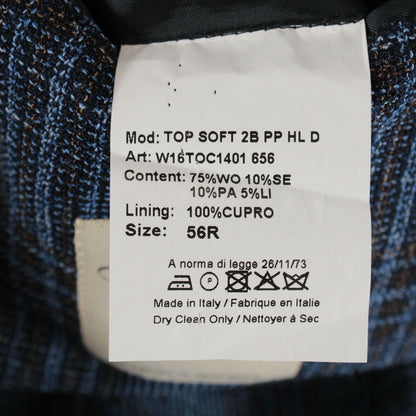 Mod: TOP SOFT 2B PP HL D
Art: W16TOC1401 656
Content: 75%WO 10%SE
10%PA 5%LI
Lining: 100%CUPRO
Size: 56R
A norma di legge 26/11/73
Made in Italy / Fabrique en Italie
Dry Clean Only / Nettoyer à Sec